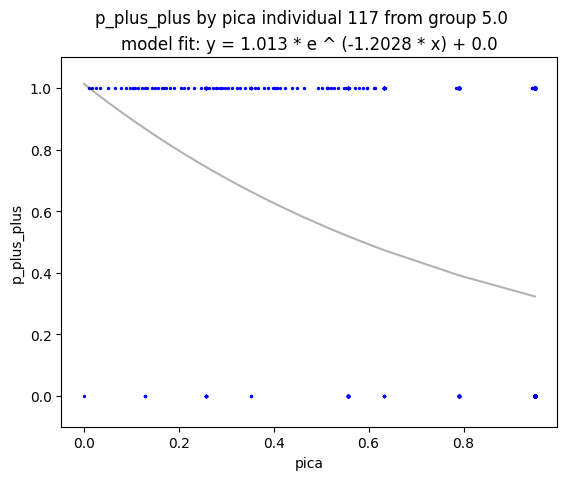 p_plus_plus by pica individual 117 from group 5.0
model fit: y = 1.013 * e ^ (-1.2028 * x) + 0.0
1.0
0.8
0.6
0.4
0.2
0.0
p_plus_plus
0.0 0.2 0.4 0.6 0.8
pica